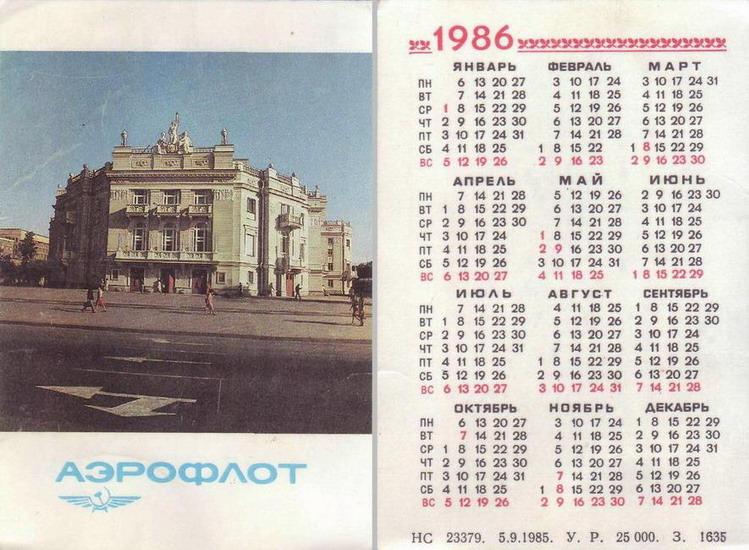 АЭРОФЛОТ
1986
ЯНВАРЬ ФЕВРАЛЬ МАРТ
ПН 6 13 20 27 3 10 17 24 3 10 17 24 31
ВТ 7 14 21 28 4 11 18 25 4 11 18 25
СР 1 8 15 22 29 5 12 19 26 5 12 19 26
ЧТ 2 9 16 23 30 6 13 20 27 6 13 20 27
ПТ 3 10 17 24 31 7 14 21 28 7 14 21 28
СБ 4 11 18 25 1 8 15 22 1 8 15 22 29
ВС 5 12 19 26 2 9 16 23 2 9 16 23 30
АПРЕЛЬ МАЙ ИЮНЬ
ПН 7 14 21 28 5 12 19 26 2 9 16 23 30
ВТ 1 8 15 22 29 6 13 20 27 3 10 17 24
СР 2 9 16 23 30 7 14 21 28 4 11 18 25
ЧТ 3 10 17 24 1 8 15 22 29 5 12 19 26
ПТ 4 11 18 25 2 9 16 23 30 6 13 20 27
СБ 5 12 19 26 3 10 17 24 31 7 14 21 28
ВС 6 13 20 27 4 11 18 25 1 8 15 22 29
ИЮЛЬ АВГУСТ СЕНТЯБРЬ
ПН 7 14 21 28 4 11 18 25 1 8 15 22 29
ВТ 1 8 15 22 29 5 12 19 26 2 9 16 23 30
СР 2 9 16 23 30 6 13 20 27 3 10 17 24
ЧТ 3 10 17 24 31 7 14 21 28 4 11 18 25
ПТ 4 11 18 25 1 8 15 22 29 5 12 19 26
СБ 5 12 19 26 2 9 16 23 30 6 13 20 27
ВС 6 13 20 27 3 10 17 24 31 7 14 21 28
ОКТЯБРЬ НОЯБРЬ ДЕКАБРЬ
ПН 6 13 20 27 3 10 17 24 1 8 15 22 29
ВТ 7 14 21 28 4 11 18 25 2 9 16 23 30
СР 1 8 15 22 29 5 12 19 26 3 10 17 24 31
ЧТ 2 9 16 23 30 6 13 20 27 4 11 18 25
ПТ 3 10 17 24 31 7 14 21 28 5 12 19 26
СБ 4 11 18 25 1 8 15 22 29 6 13 20 27
ВС 5 12 19 26 2 9 16 23 30 7 14 21 28
НС 23379. 5.9.1985. У. Р. 25 000. З. 1635